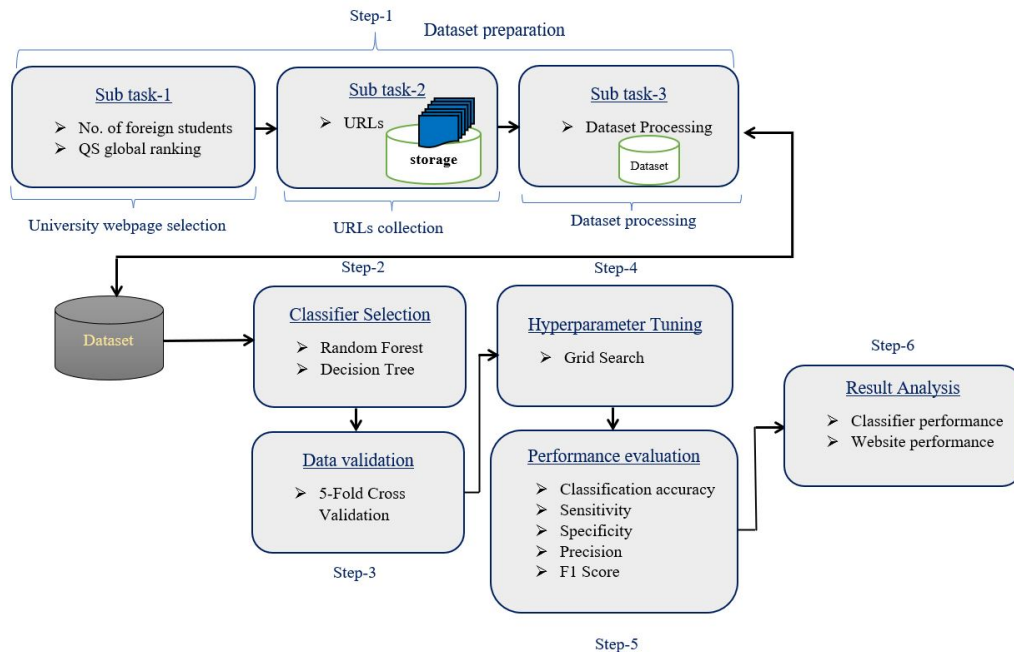 Step-1
Dataset preparation
Sub task-1
➢ No. of foreign students
➢ QS global ranking
University webpage selection
Sub task-2
➢ URLs
storage
URLs collection
Sub task-3
➢ Dataset Processing
Dataset
Dataset processing
Dataset
Step-2
Classifier Selection
➢ Random Forest
➢ Decision Tree
Data validation
➢ 5-Fold Cross
Validation
Step-3
Step-4
Hyperparameter Tuning
➢ Grid Search
Performance evaluation
➢ Classification accuracy
➢ Sensitivity
➢ Specificity
➢ Precision
➢ F1 Score
Step-5
Step-6
Result Analysis
➢ Classifier performance
➢ Website performance